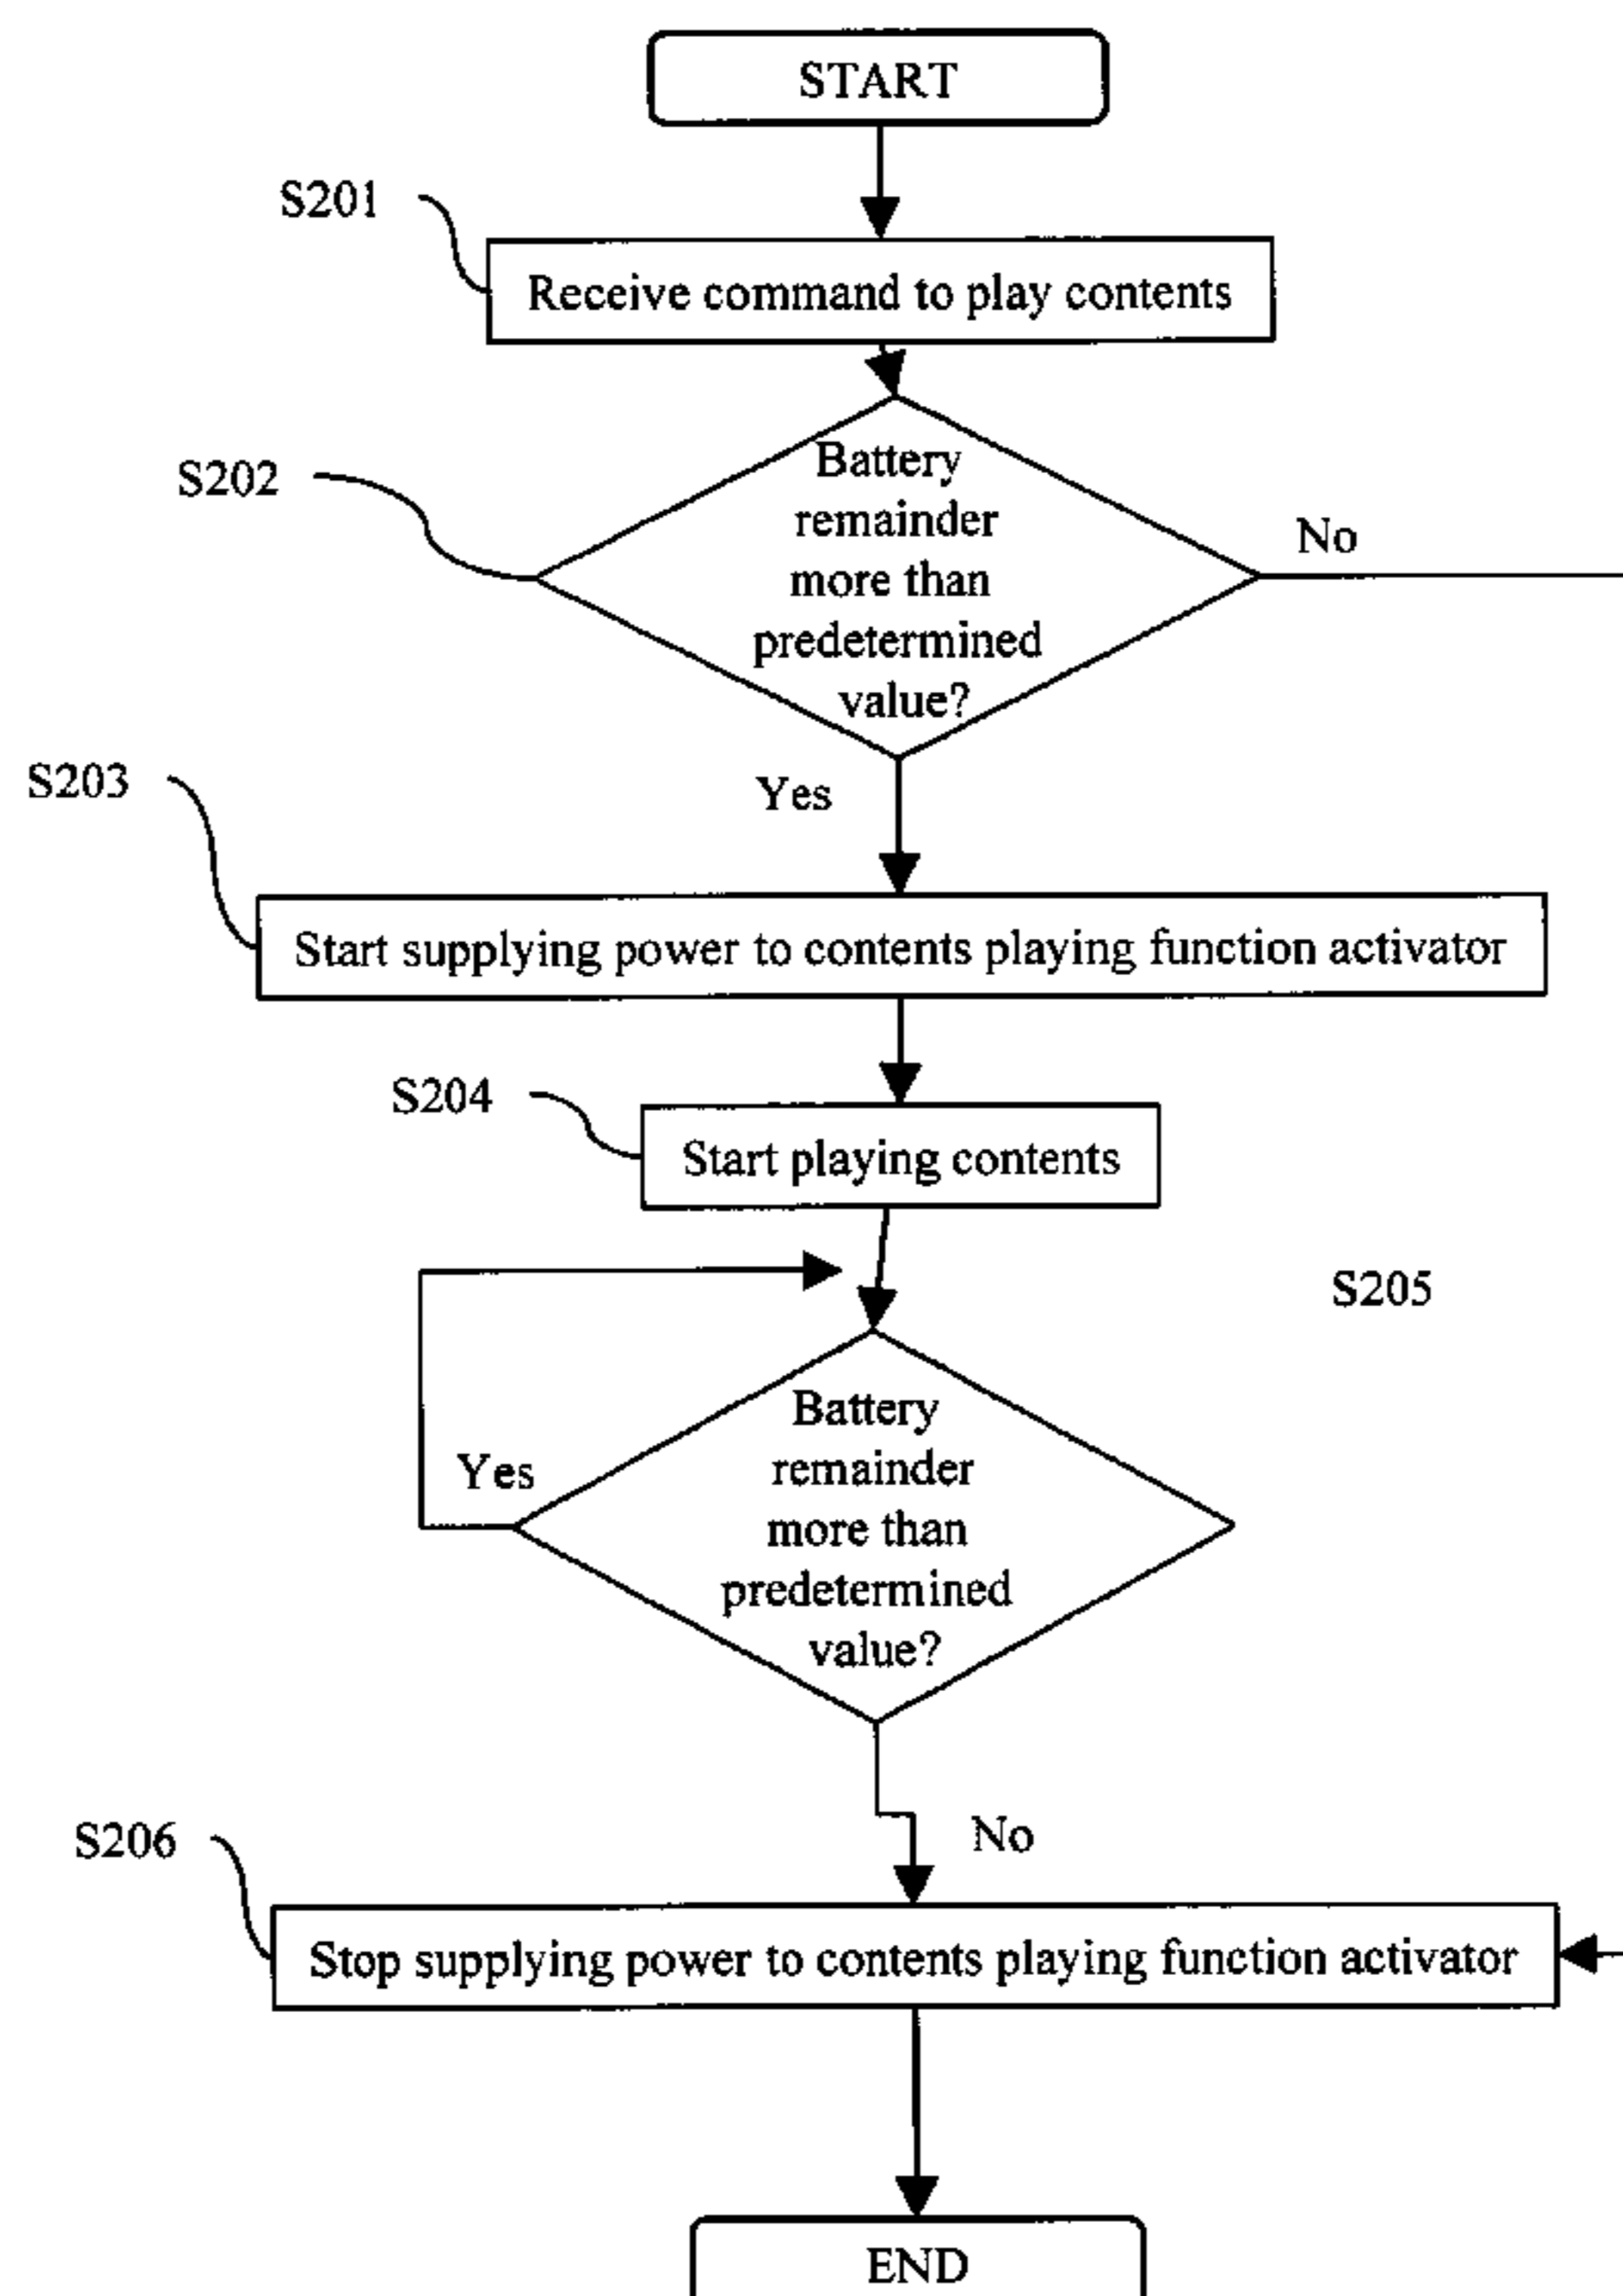 START
S201
Receive command to play contents
S202
Battery
remainder
more than
predetermined
value?
No
Yes
S203
Start supplying power to contents playing function activator
S204
Start playing contents
S205
Battery
remainder
more than
predetermined
value?
Yes
No
S206
Stop supplying power to contents playing function activator
END